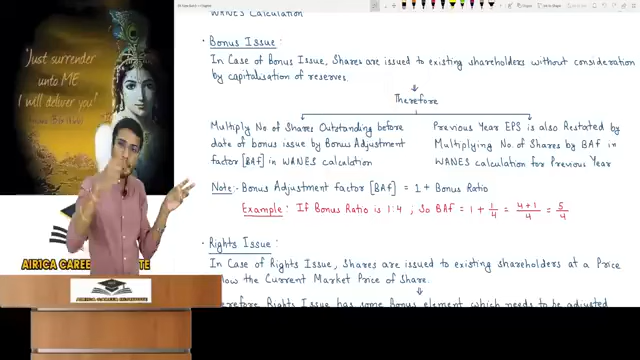 WANES Calculation
"Just surrender
unto ME
I will deliver you"
• Bonus Issue:
In Case of Bonus Issue, Shares are issued to existing shareholders without consideration
by capitalisation of reserves.
Therefore
Multiply No of Shares Outstanding before
date of bonus issue by Bonus Adjustment
factor [BAF] in WANES calculation
Previous Year EPS is also Restated by
Multiplying No of Shares by BAF in
WANES calculation for Previous Year
Note:- Bonus Adjustment factor [BAF] = 1 + Bonus Ratio
Example: If Bonus Ratio is 1:4 ; So BAF = 1 + 1/4 = 4+1/4 = 5/4
• Rights Issue:
In Case of Rights Issue, Shares are issued to existing shareholders at a Price
below the Current Market Price of Share.
Therefore Rights Issue has some Bonus element which needs to be adjusted
AIR1CA CAREER INSTITUTE
AIR1CA CAREER INSTITUTE